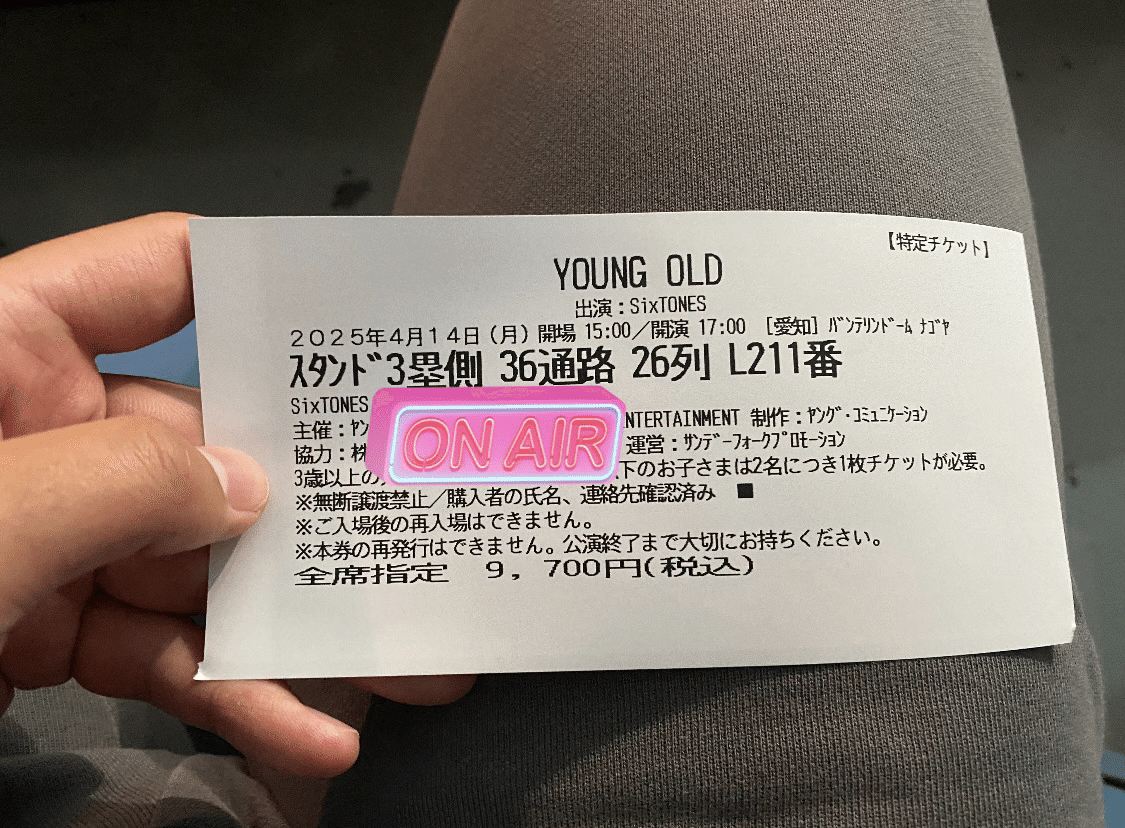 【特定チケット】
YOUNG OLD
出演:SixTONES
2025年4月14日(月) 開場 15:00/開演 17:00 [愛知] バンテリンドーム ナゴヤ
スタンド3塁側 36通路 26列 L211番
SixTONES
主催:ヤン NTERTAINMENT 制作:ヤング・コミュニケーション
協力:株 運営:サンデーフォークプロモーション
3歳以上の 下のお子さまは2名につき1枚チケットが必要。
※無断譲渡禁止/購入者の氏名、連絡先確認済み ■
※ご入場後の再入場はできません。
※本券の再発行はできません。公演終了まで大切にお持ちください。
全席指定 9,700円(税込)
ON AIR